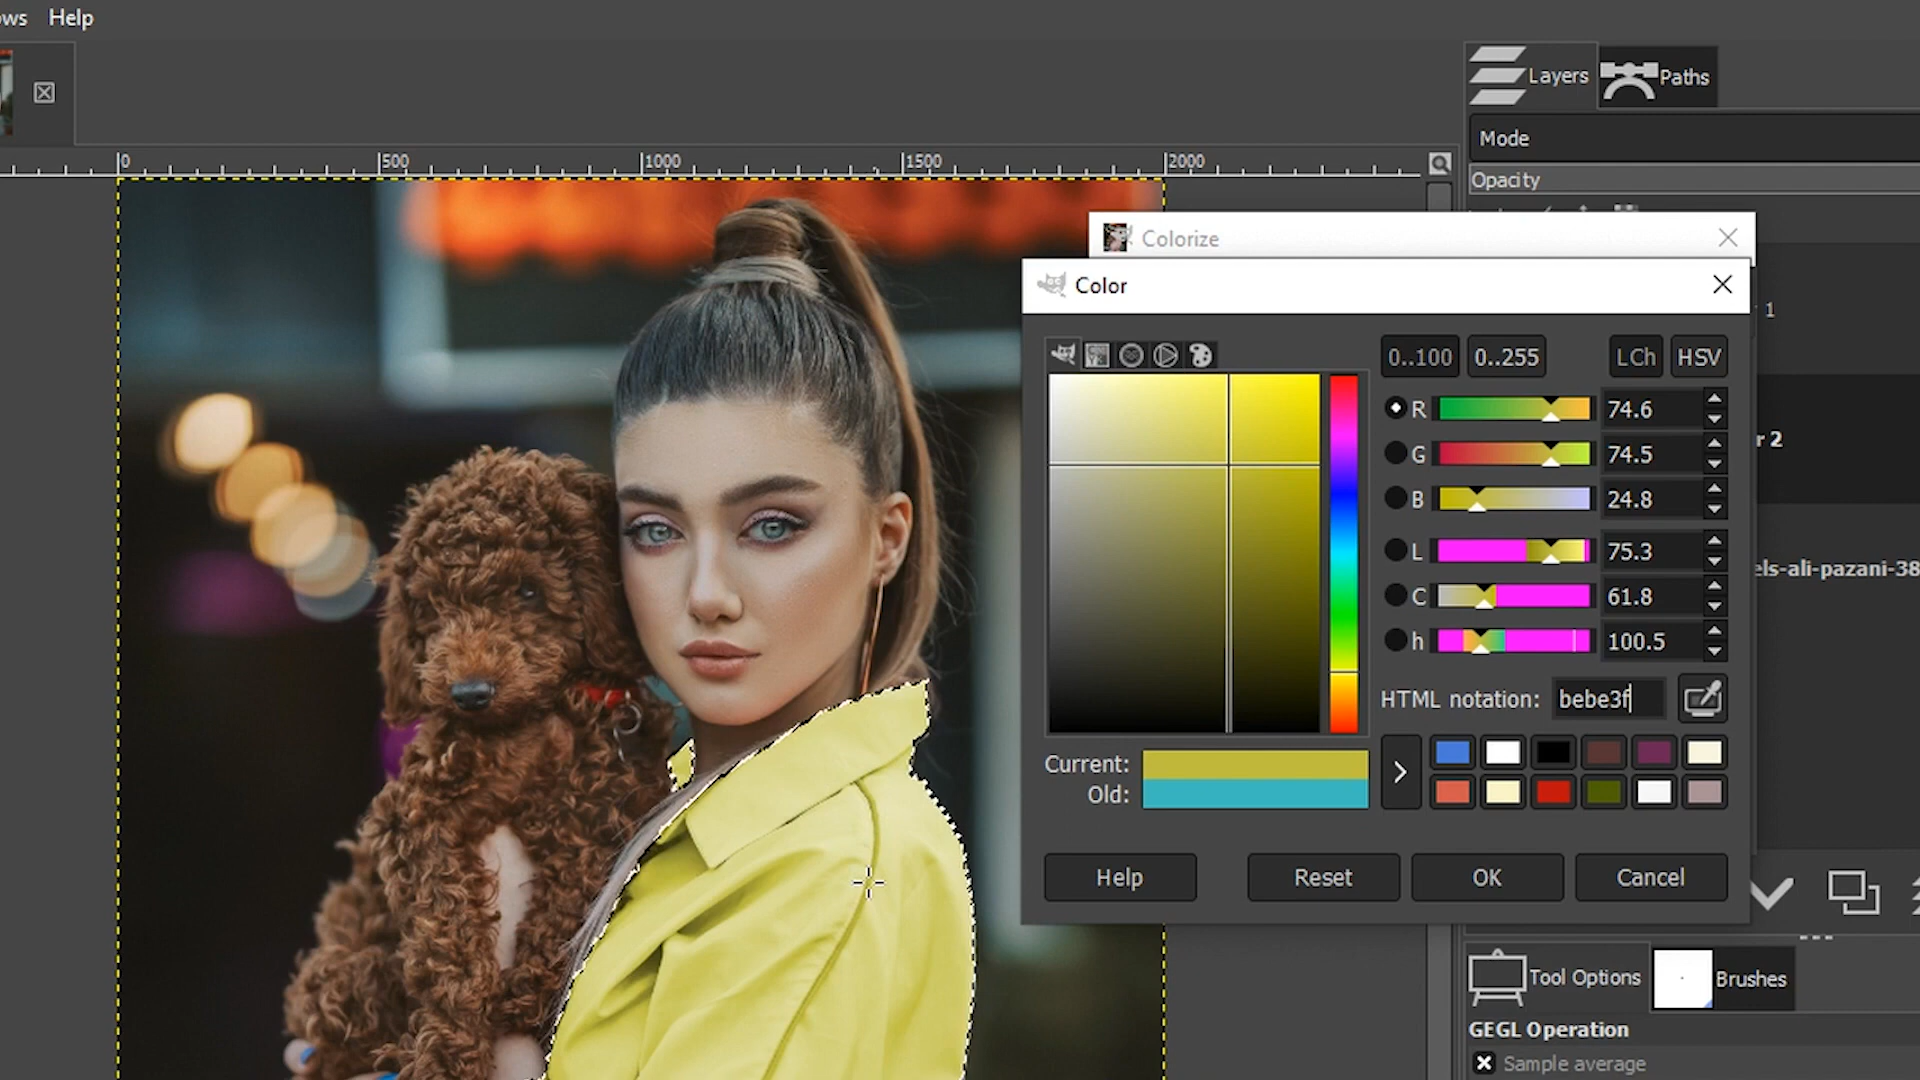 ows Help
Layers Paths
0 500 1000 1500 2000
Mode
Opacity
Colorize
Color
r 1
0..100 0..255 LCh HSV
R 74.6
G 74.5
r 2
B 24.8
L 75.3
els-ali-pazani-38
C 61.8
h 100.5
HTML notation: bebe3f
Current:
Old:
Help Reset OK Cancel
Tool Options Brushes
GEGL Operation
Sample average